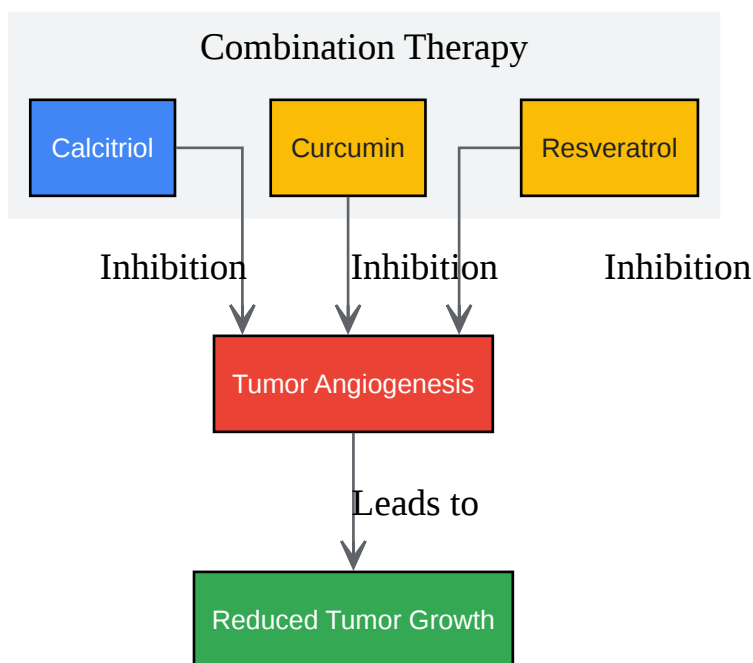 Combination Therapy
Calcitriol
Curcumin
Resveratrol
Inhibition
Inhibition
Inhibition
Tumor Angiogenesis
Leads to
Reduced Tumor Growth